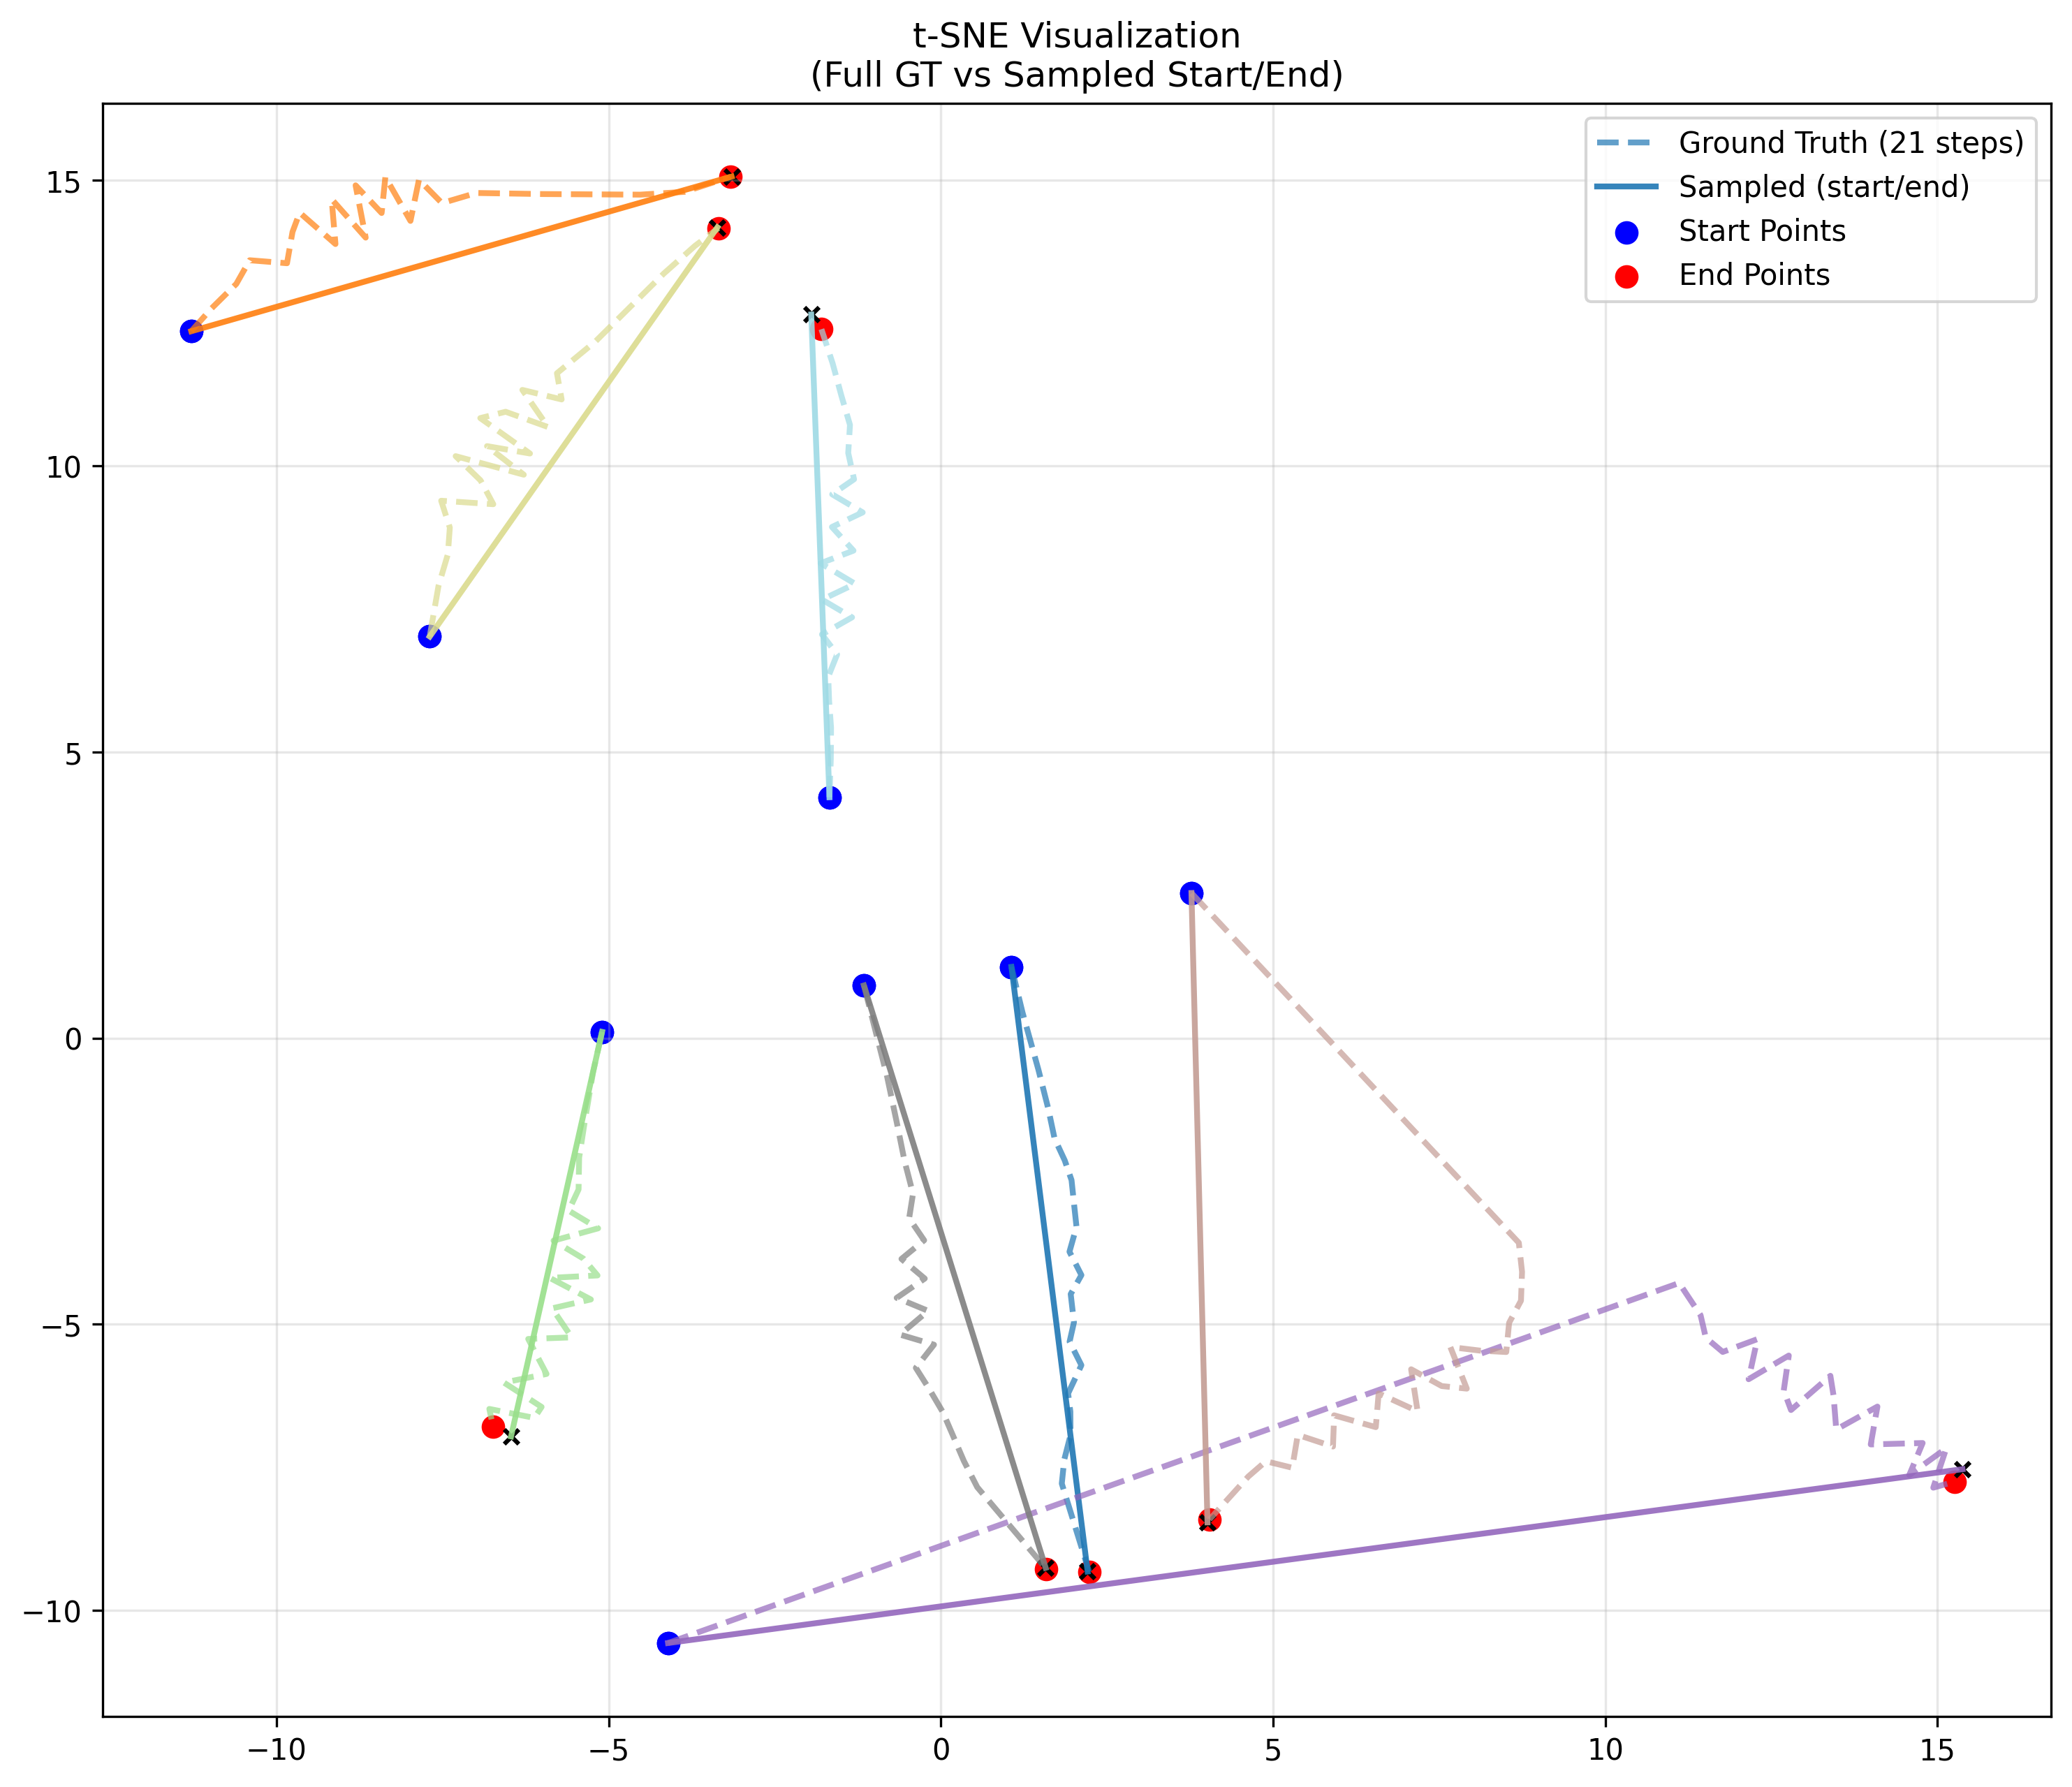 t-SNE Visualization
(Full GT vs Sampled Start/End)
Ground Truth (21 steps)
Sampled (start/end)
Start Points
End Points
15
10
5
0
−5
−10
−10
−5
0
5
10
15